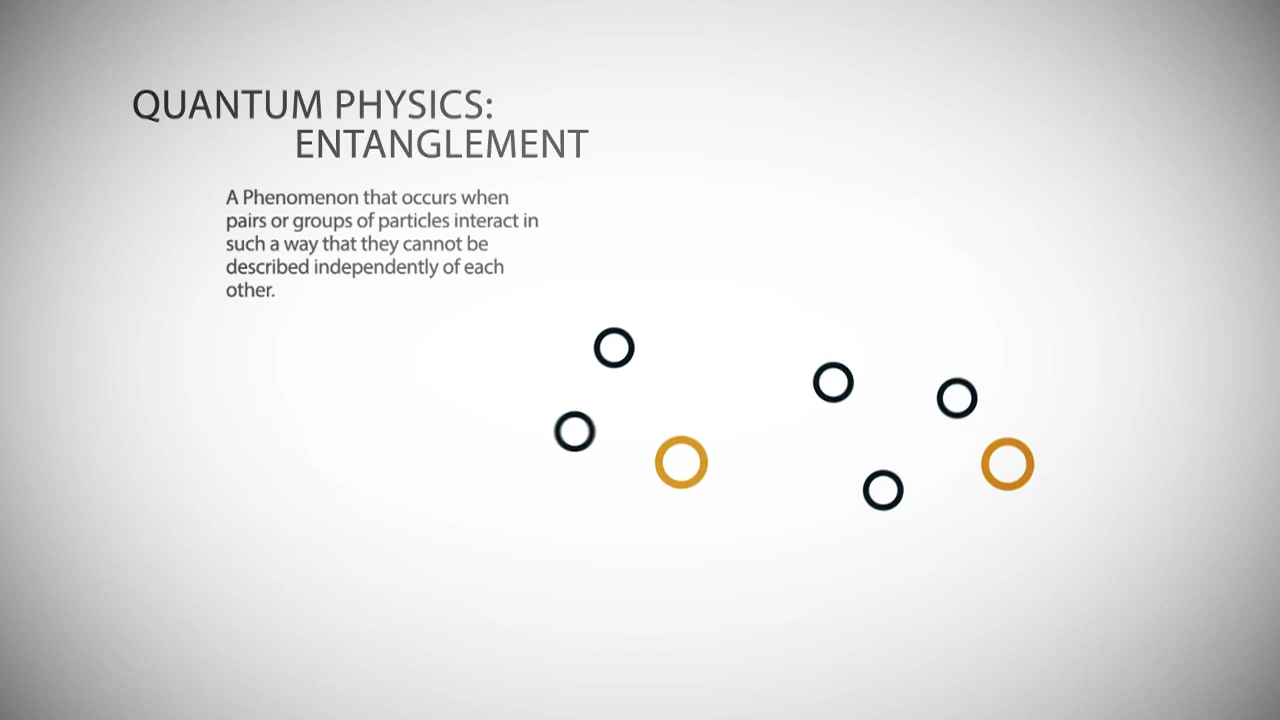 QUANTUM PHYSICS:
ENTANGLEMENT
A Phenomenon that occurs when
pairs or groups of particles interact in
such a way that they cannot be
described independently of each
other.